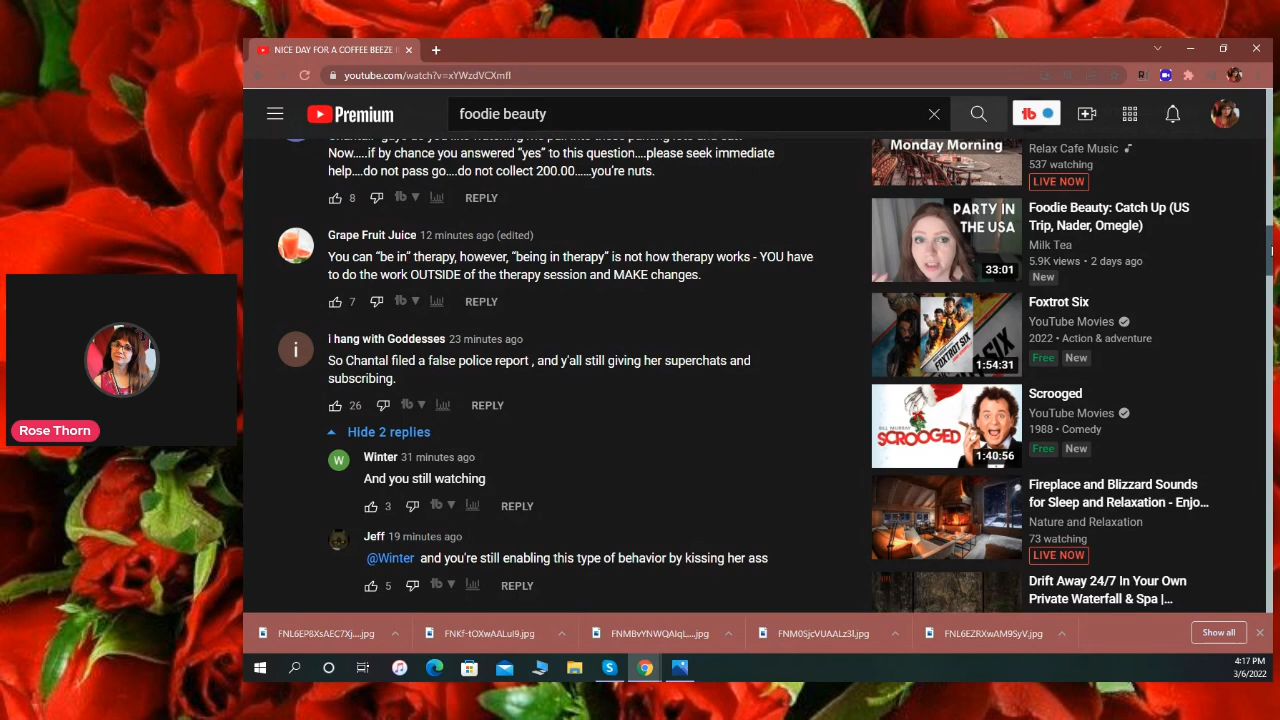 NICE DAY FOR A COFFEE BEEZE
youtube.com/watch?v=xYWzdVCXmfI
Premium
foodie beauty
Now.....if by chance you answered “yes” to this question....please seek immediate
help....do not pass go....do not collect 200.00.....you're nuts.
8
REPLY
Grape Fruit Juice 12 minutes ago (edited)
You can “be in” therapy, however, “being in therapy” is not how therapy works - YOU have
to do the work OUTSIDE of the therapy session and MAKE changes.
7
REPLY
i
i hang with Goddesses 23 minutes ago
So Chantal filed a false police report , and y'all still giving her superchats and
subscribing.
26
REPLY
Hide 2 replies
W
Winter 31 minutes ago
And you still watching
3
REPLY
Jeff 19 minutes ago
@Winter and you're still enabling this type of behavior by kissing her ass
5
REPLY
Monday Morning
Relax Cafe Music
537 watching
LIVE NOW
PARTY IN
THE USA
33:01
Foodie Beauty: Catch Up (US
Trip, Nader, Omegle)
Milk Tea
5.9K views • 2 days ago
New
FOXTROT SIX
1:54:31
Foxtrot Six
YouTube Movies
2022 • Action & adventure
Free New
BILL MURRAY
SCROOGED
1:40:56
Scrooged
YouTube Movies
1988 • Comedy
Free New
Fireplace and Blizzard Sounds
for Sleep and Relaxation - Enjo...
Nature and Relaxation
73 watching
LIVE NOW
Drift Away 24/7 In Your Own
Private Waterfall & Spa |...
Rose Thorn
FNL6EP8XsAEC7Xj....jpg
FNKf-tOXwAALuI9.jpg
FNMBvYNWQAIqL....jpg
FNM0SjcVUAALz3I.jpg
FNL6EZRXwAM9SyV.jpg
Show all
4:17 PM
3/6/2022